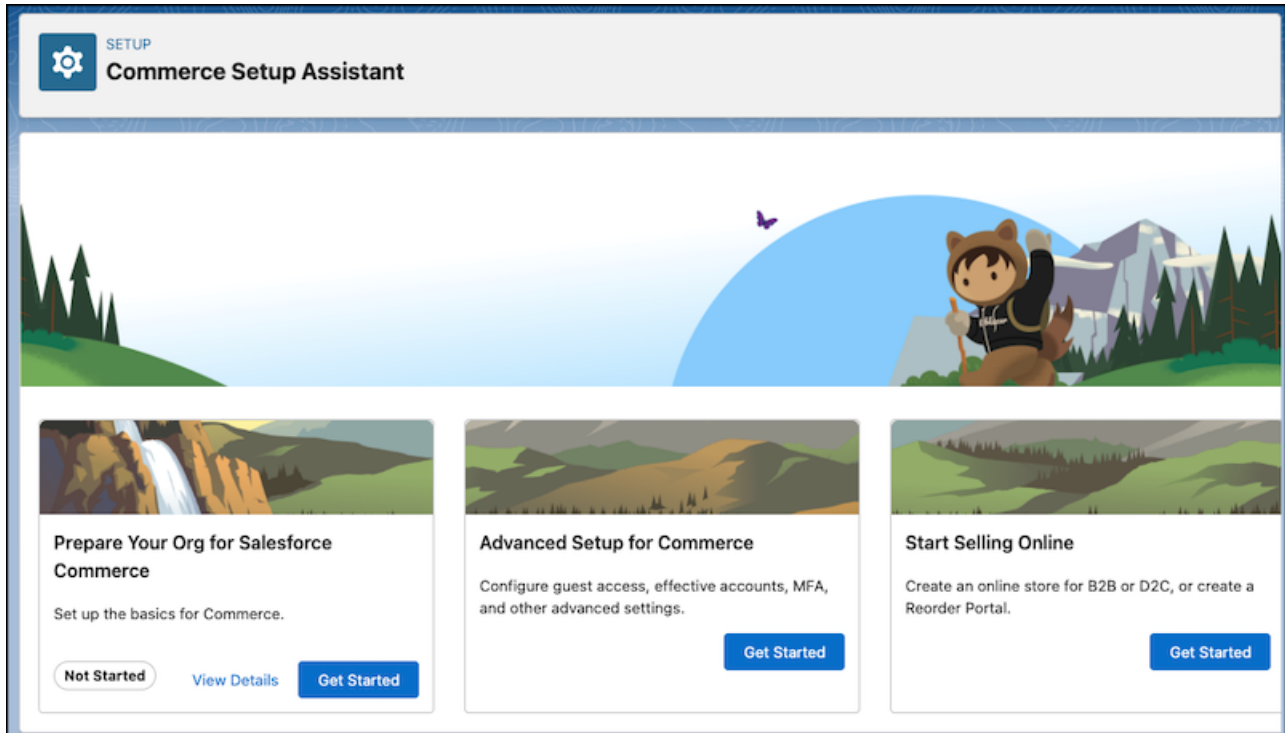 SETUP
Commerce Setup Assistant
Prepare Your Org for Salesforce
Commerce
Set up the basics for Commerce.
Not Started
View Details
Get Started
Advanced Setup for Commerce
Configure guest access, effective accounts, MFA,
and other advanced settings.
Get Started
Start Selling Online
Create an online store for B2B or D2C, or create a
Reorder Portal.
Get Started